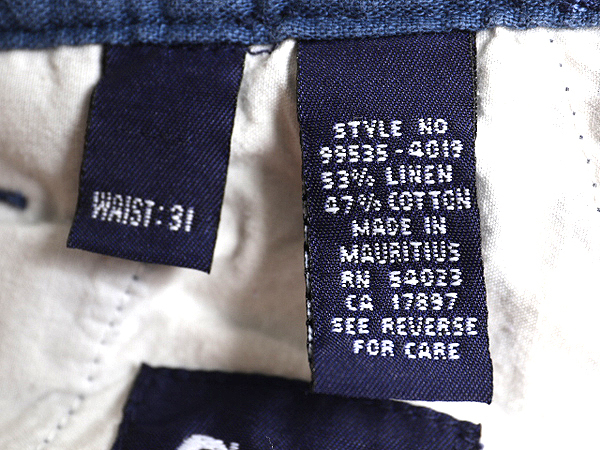 WAIST: 31
STYLE NO
99535-4019
53% LINEN
47% COTTON
MADE IN
MAURITIUS
RN 54023
CA 17897
SEE REVERSE
FOR CARE